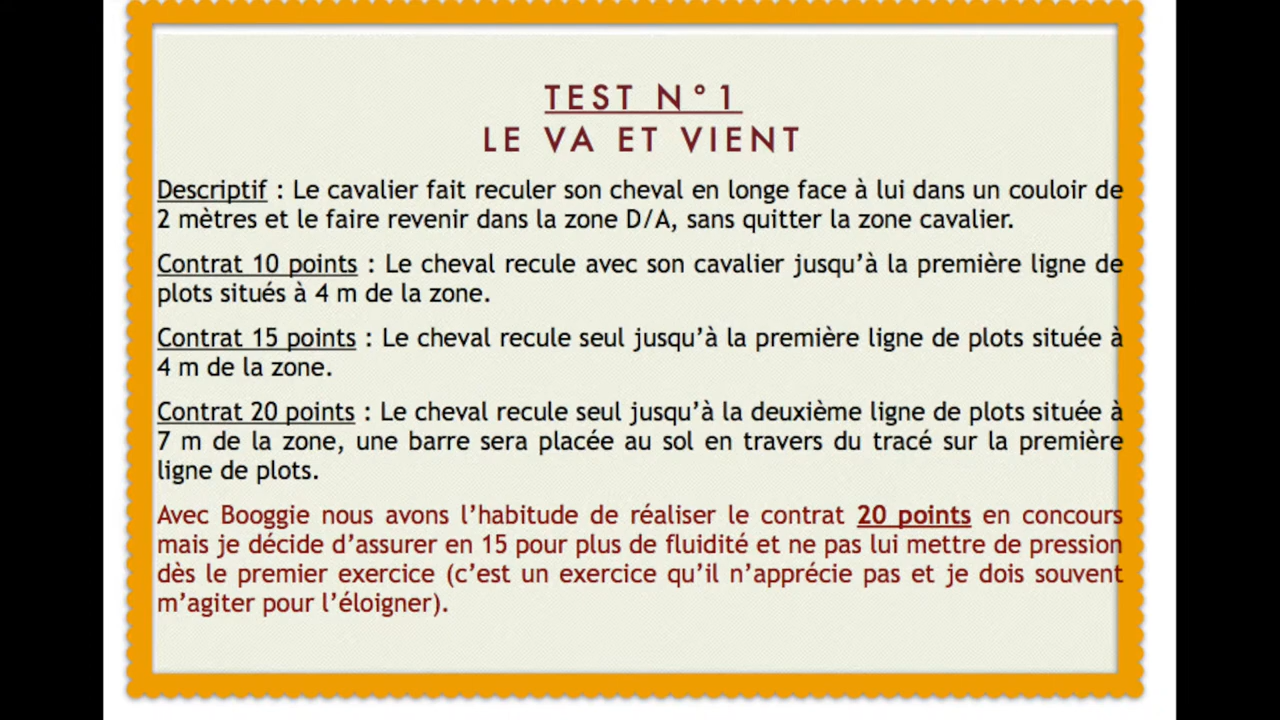 TEST N°1
LE VA ET VIENT
Descriptif : Le cavalier fait reculer son cheval en longe face à lui dans un couloir de
2 mètres et le faire revenir dans la zone D/A, sans quitter la zone cavalier.
Contrat 10 points : Le cheval recule avec son cavalier jusqu'à la première ligne de
plots situés à 4 m de la zone.
Contrat 15 points : Le cheval recule seul jusqu'à la première ligne de plots située à
4 m de la zone.
Contrat 20 points : Le cheval recule seul jusqu'à la deuxième ligne de plots située à
7 m de la zone, une barre sera placée au sol en travers du tracé sur la première
ligne de plots.
Avec Booggie nous avons l'habitude de réaliser le contrat 20 points en concours
mais je décide d'assurer en 15 pour plus de fluidité et ne pas lui mettre de pression
dès le premier exercice (c'est un exercice qu'il n'apprécie pas et je dois souvent
m'agiter pour l'éloigner).